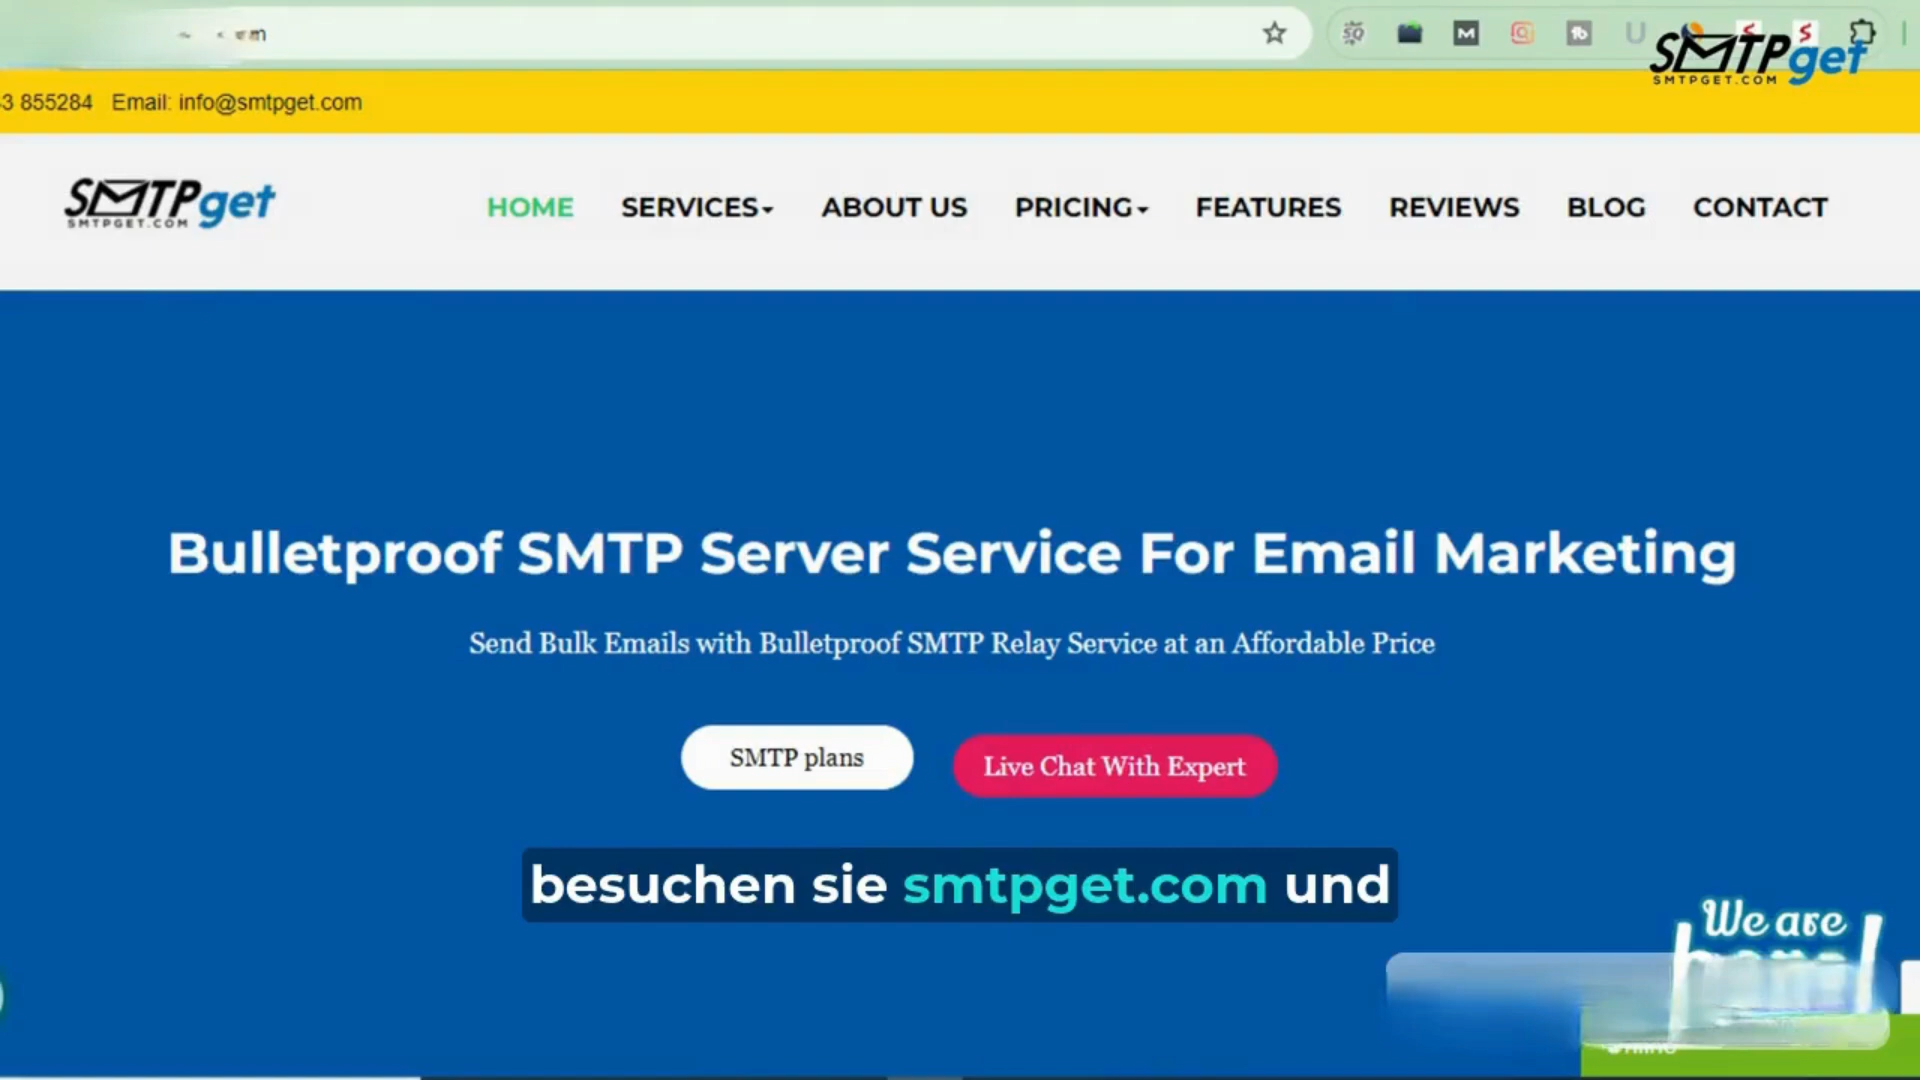 SMTPget
SMTPGET.COM
3 855284 Email: info@smtpget.com
SMTPget
SMTPGET.COM
HOME SERVICES ABOUT US PRICING FEATURES REVIEWS BLOG CONTACT
Bulletproof SMTP Server Service For Email Marketing
Send Bulk Emails with Bulletproof SMTP Relay Service at an Affordable Price
SMTP plans
Live Chat With Expert
besuchen sie smtpget.com und
We are